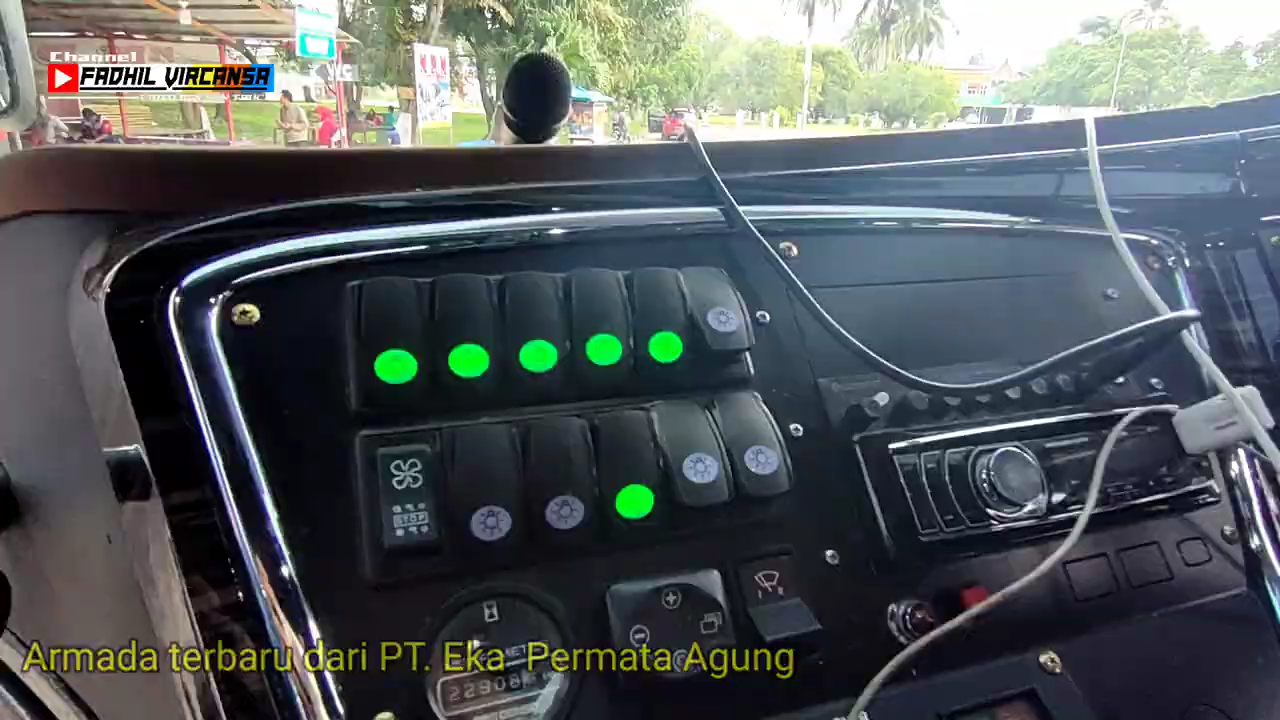 Channel
FADHIL VIRCANSA
STOP
Armada terbaru dari PT. Eka Permata Agung
22908